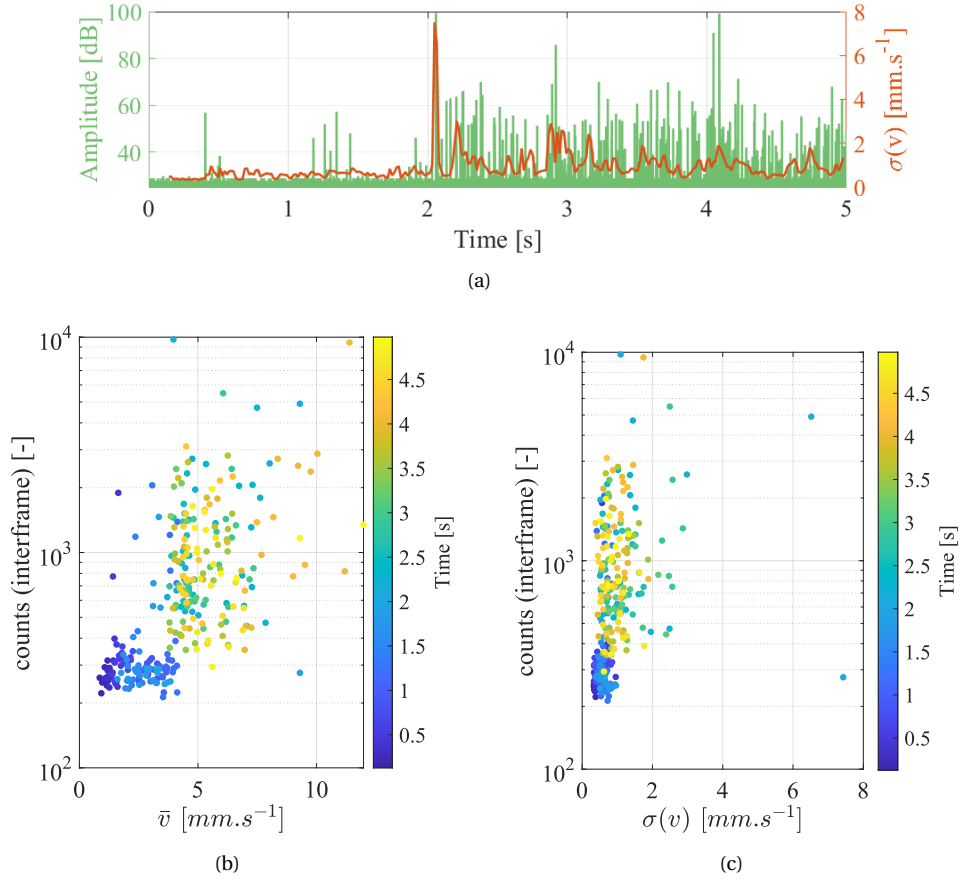 100
80
60
40
Amplitude [dB]
8
6
4
2
0
σ(v) [mm.s⁻¹]
0 1 2 3 4 5
Time [s]
(a)
10⁴
10³
10²
counts (interframe) [-]
0 5 10
v̅ [mm.s⁻¹]
4.5
4
3.5
3
2.5
2
1.5
1
0.5
Time [s]
(b)
10⁴
10³
10²
counts (interframe) [-]
0 2 4 6 8
σ(v) [mm.s⁻¹]
4.5
4
3.5
3
2.5
2
1.5
1
0.5
Time [s]
(c)